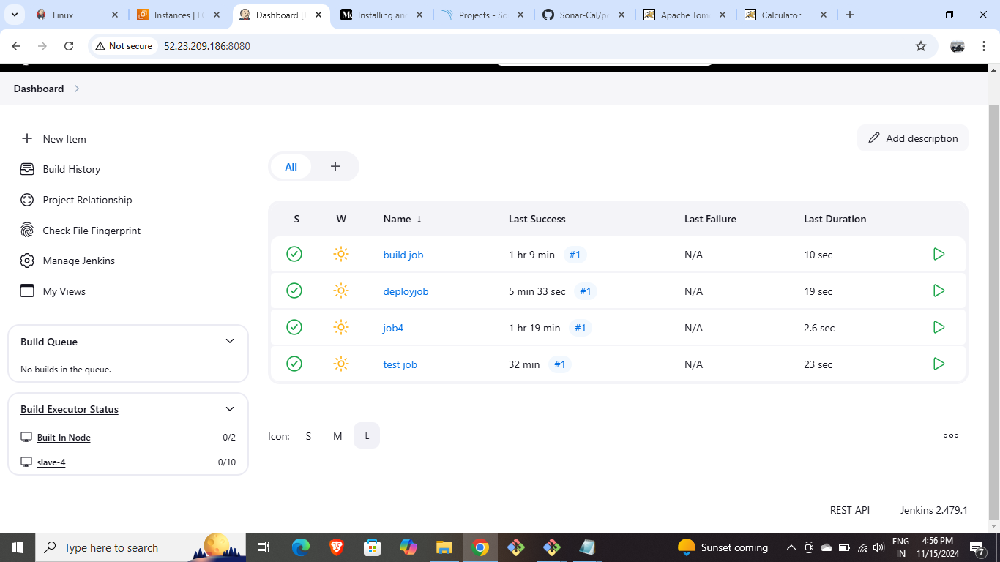 Linux
Instances | E
Dashboard [J
Installing an
Projects - So
Sonar-Cal/p
Apache Tom
Calculator
Not secure
52.23.209.186:8080
Dashboard
New Item
Build History
Project Relationship
Check File Fingerprint
Manage Jenkins
My Views
Add description
All
S W Name ↓ Last Success Last Failure Last Duration
build job 1 hr 9 min #1 N/A 10 sec
deployjob 5 min 33 sec #1 N/A 19 sec
job4 1 hr 19 min #1 N/A 2.6 sec
test job 32 min #1 N/A 23 sec
Build Queue
No builds in the queue.
Build Executor Status
Built-In Node 0/2
slave-4 0/10
Icon: S M L
REST API Jenkins 2.479.1
Type here to search
Sunset coming
ENG
IN
4:56 PM
11/15/2024
7